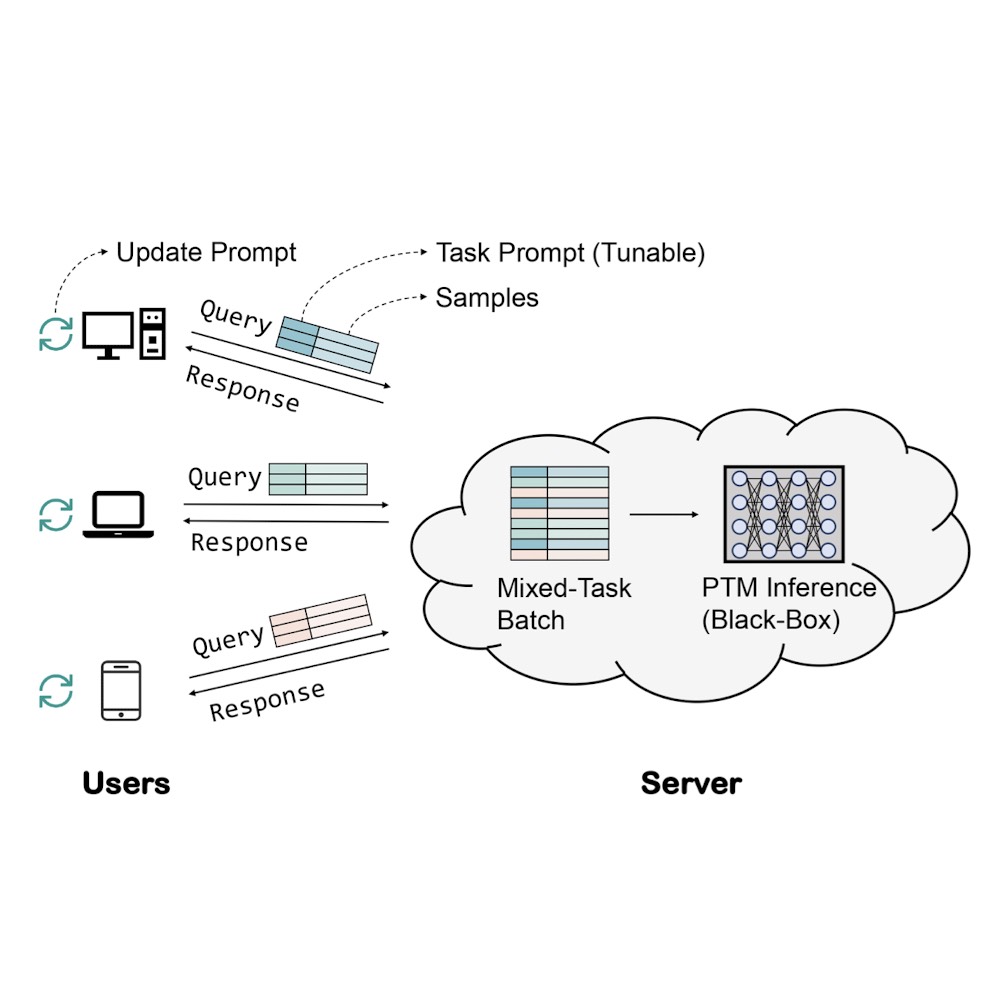 Update Prompt
Task Prompt (Tunable)
Samples
Query
Response
Query
Response
Query
Response
Mixed-Task
Batch
PTM Inference
(Black-Box)
Users
Server